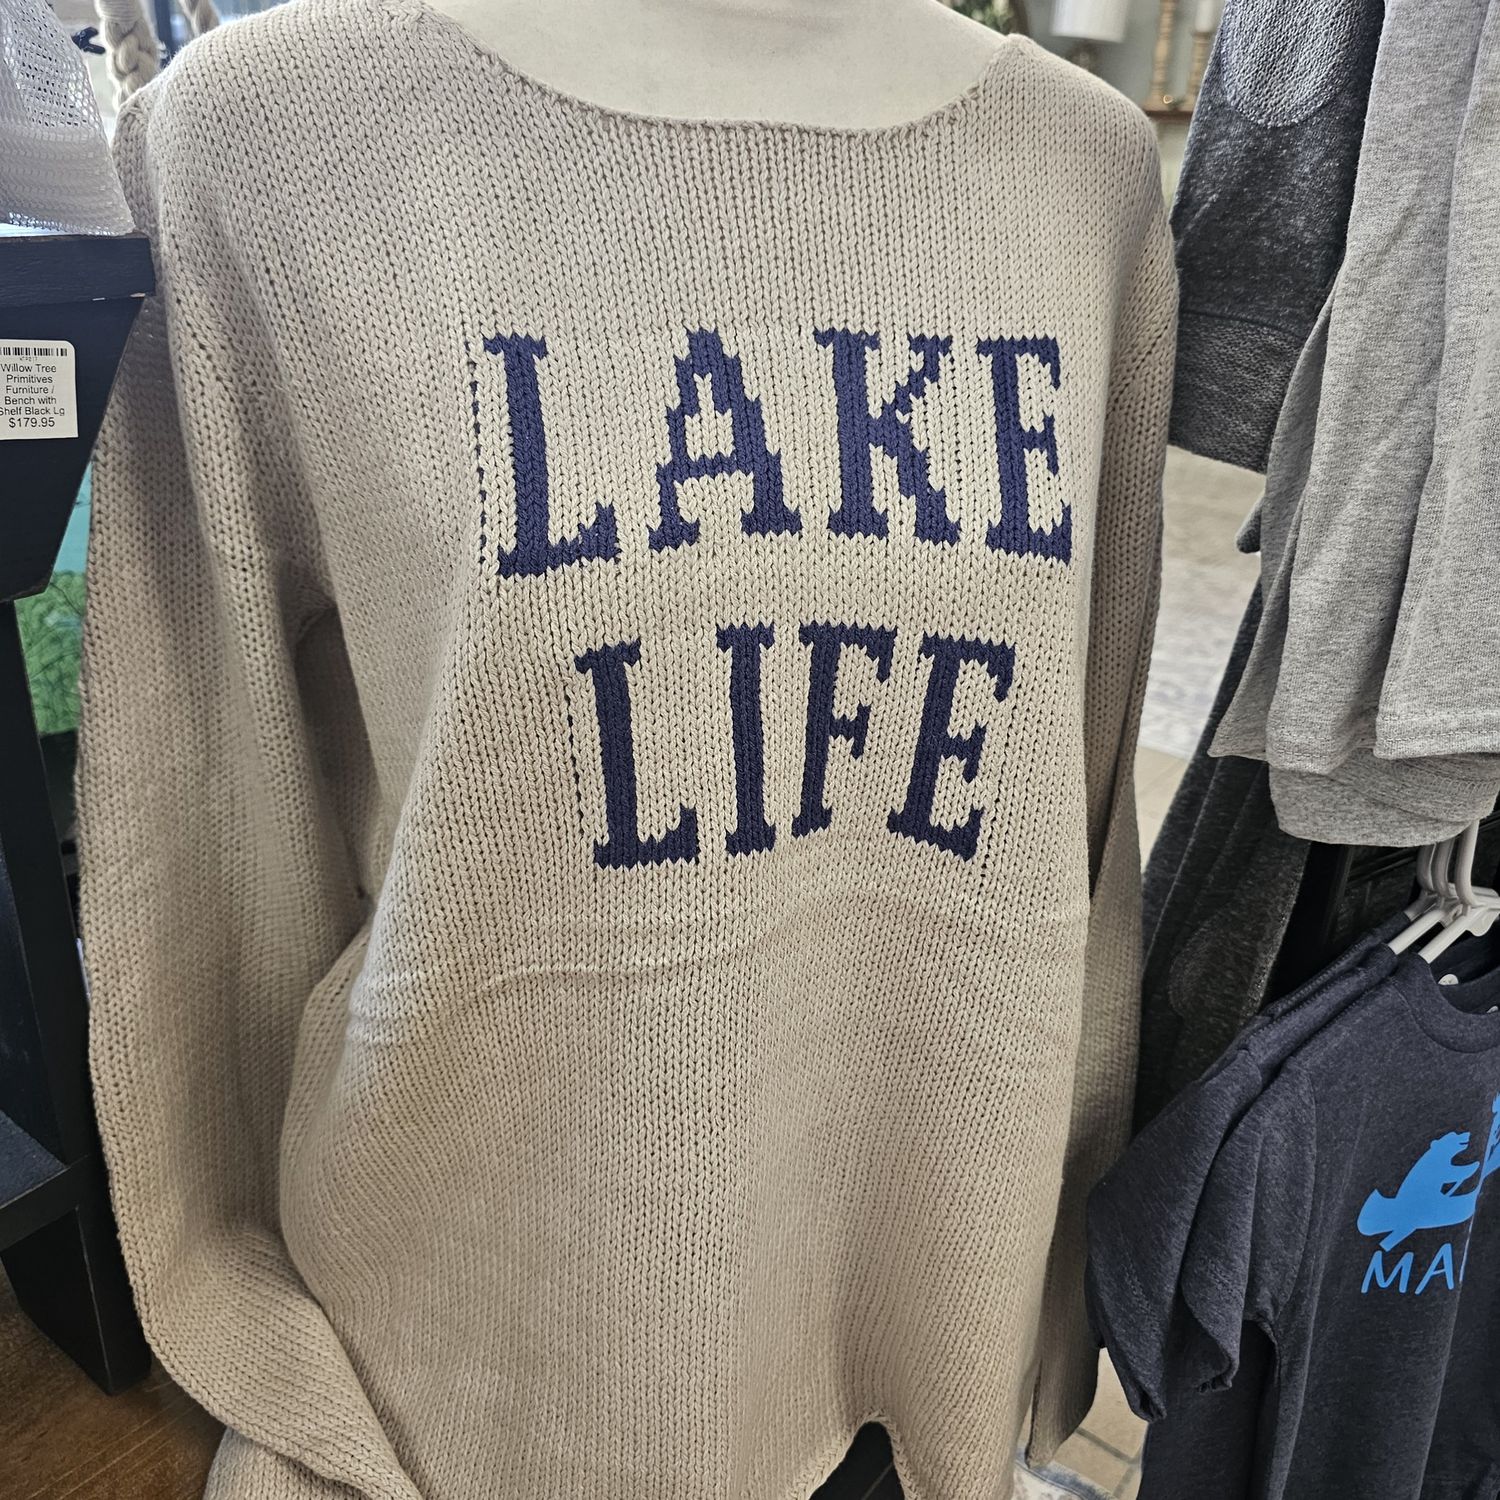 LAKE
LIFE
Willow Tree
Primitives
Furniture /
Bench with
Shelf Black Lg
$179.95
MA